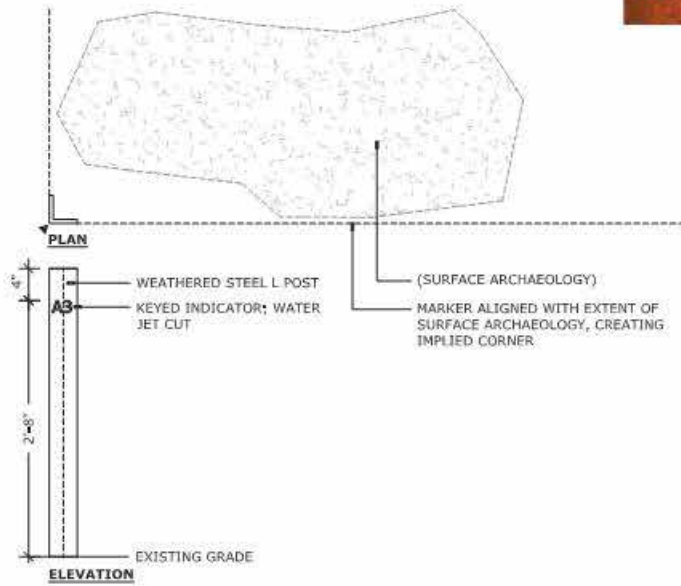 PLAN
4"
WEATHERED STEEL L POST
A3
KEYED INDICATOR: WATER
JET CUT
(SURFACE ARCHAEOLOGY)
MARKER ALIGNED WITH EXTENT OF
SURFACE ARCHAEOLOGY, CREATING
IMPLIED CORNER
2'-8"
EXISTING GRADE
ELEVATION